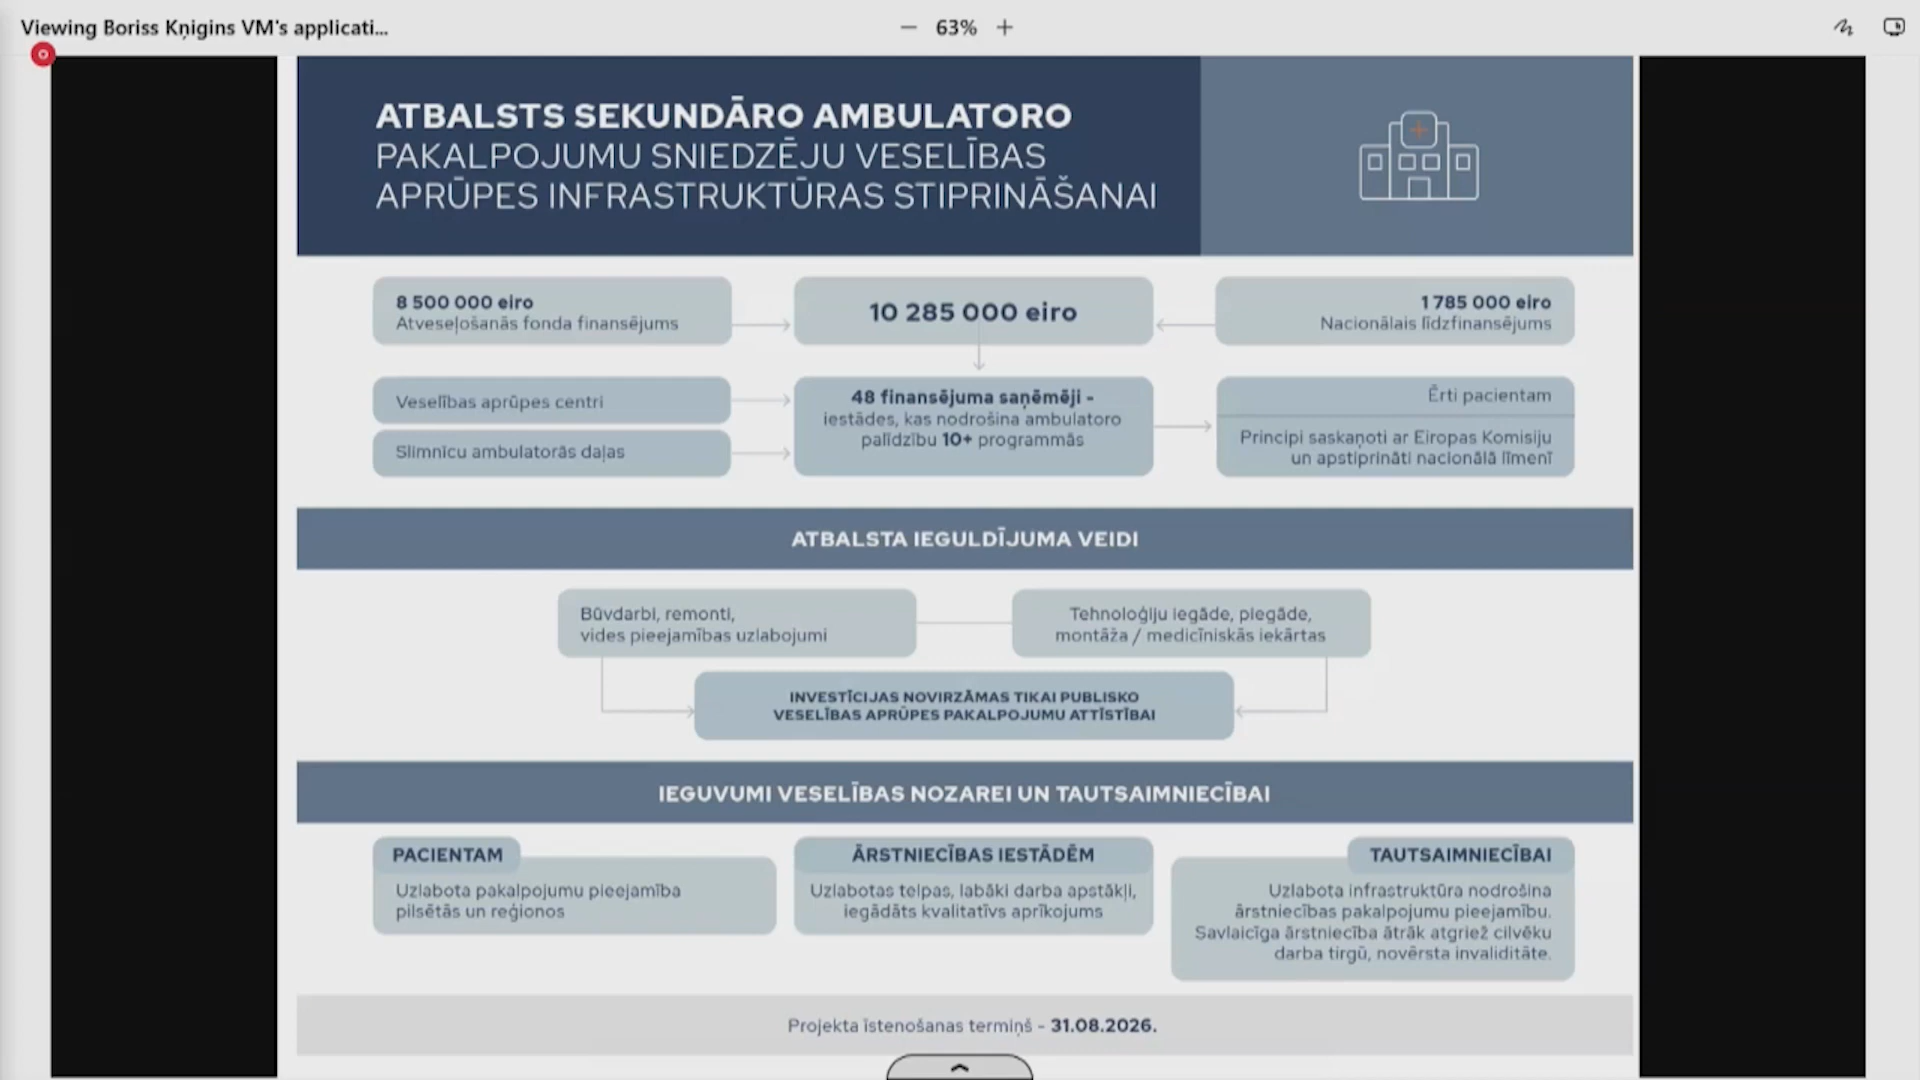 Viewing Boriss Kņigins VM's applicati...
63%
ATBALSTS SEKUNDĀRO AMBULATORO
PAKALPOJUMU SNIEDZĒJU VESELĪBAS
APRŪPES INFRASTRUKTŪRAS STIPRINĀŠANAI
8 500 000 eiro
Atveseļošanās fonda finansējums
10 285 000 eiro
1 785 000 eiro
Nacionālais līdzfinansējums
Veselības aprūpes centri
Slimnīcu ambulatorās daļas
48 finansējuma saņēmēji -
iestādes, kas nodrošina ambulatoro
palīdzību 10+ programmās
Ērti pacientam
Principi saskaņoti ar Eiropas Komisiju
un apstiprināti nacionālā līmenī
ATBALSTA IEGULDĪJUMA VEIDI
Būvdarbi, remonti,
vides pieejamības uzlabojumi
Tehnoloģiju iegāde, piegāde,
montāža / medicīniskās iekārtas
INVESTĪCIJAS NOVIRZĀMAS TIKAI PUBLISKO
VESELĪBAS APRŪPES PAKALPOJUMU ATTĪSTĪBAI
IEGUVUMI VESELĪBAS NOZAREI UN TAUTSAIMNIECĪBAI
PACIENTAM
Uzlabota pakalpojumu pieejamība
pilsētās un reģionos
ĀRSTNIECĪBAS IESTĀDĒM
Uzlabotas telpas, labāki darba apstākļi,
iegādāts kvalitatīvs aprīkojums
TAUTSAIMNIECĪBAI
Uzlabota infrastruktūra nodrošina
ārstniecības pakalpojumu pieejamību.
Savlaicīga ārstniecība ātrāk atgriež cilvēku
darba tirgū, novērsta invaliditāte.
Projekta īstenošanas termiņš - 31.08.2026.